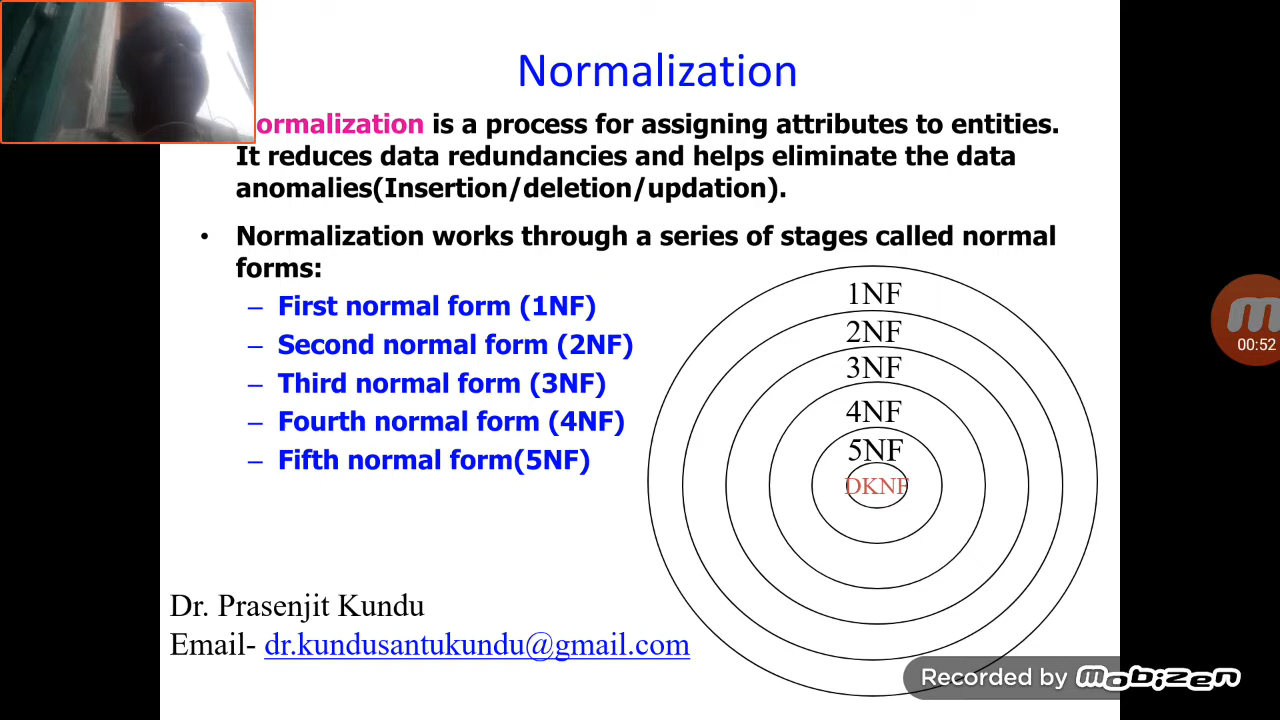 Normalization
ormalization is a process for assigning attributes to entities.
It reduces data redundancies and helps eliminate the data
anomalies(Insertion/deletion/updation).
• Normalization works through a series of stages called normal
forms:
– First normal form (1NF)
– Second normal form (2NF)
– Third normal form (3NF)
– Fourth normal form (4NF)
– Fifth normal form(5NF)
1NF
2NF
3NF
4NF
5NF
DKNF
00:52
Dr. Prasenjit Kundu
Email- dr.kundusantukundu@gmail.com
Recorded by mobizen